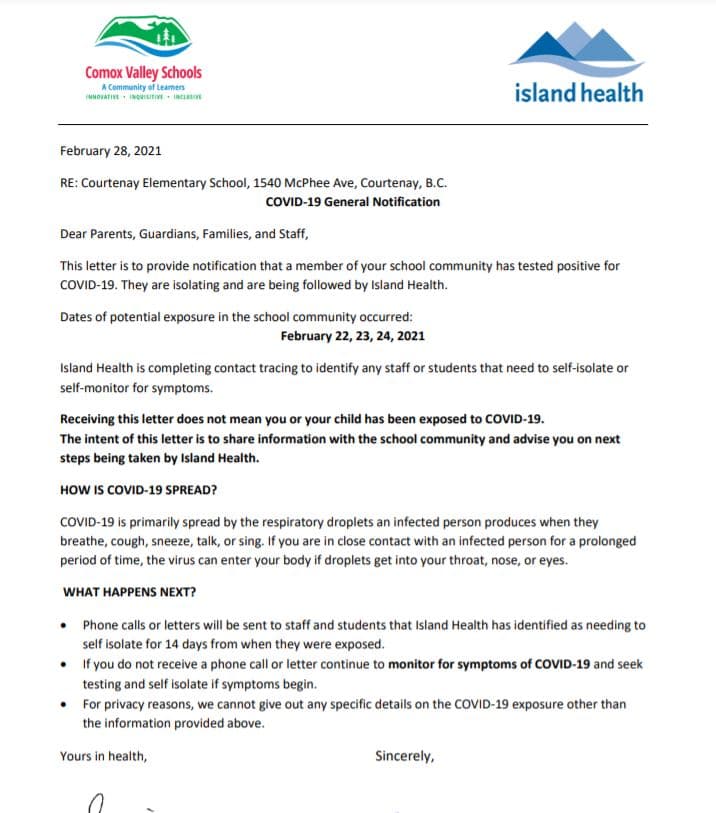 Comox Valley Schools
A Community of Learners
INNOVATIVE • INQUISITIVE • INCLUSIVE
island health
February 28, 2021
RE: Courtenay Elementary School, 1540 McPhee Ave, Courtenay, B.C.
COVID-19 General Notification
Dear Parents, Guardians, Families, and Staff,
This letter is to provide notification that a member of your school community has tested positive for
COVID-19. They are isolating and are being followed by Island Health.
Dates of potential exposure in the school community occurred:
February 22, 23, 24, 2021
Island Health is completing contact tracing to identify any staff or students that need to self-isolate or
self-monitor for symptoms.
Receiving this letter does not mean you or your child has been exposed to COVID-19.
The intent of this letter is to share information with the school community and advise you on next
steps being taken by Island Health.
HOW IS COVID-19 SPREAD?
COVID-19 is primarily spread by the respiratory droplets an infected person produces when they
breathe, cough, sneeze, talk, or sing. If you are in close contact with an infected person for a prolonged
period of time, the virus can enter your body if droplets get into your throat, nose, or eyes.
WHAT HAPPENS NEXT?
• Phone calls or letters will be sent to staff and students that Island Health has identified as needing to
self isolate for 14 days from when they were exposed.
• If you do not receive a phone call or letter continue to monitor for symptoms of COVID-19 and seek
testing and self isolate if symptoms begin.
• For privacy reasons, we cannot give out any specific details on the COVID-19 exposure other than
the information provided above.
Yours in health,
Sincerely,